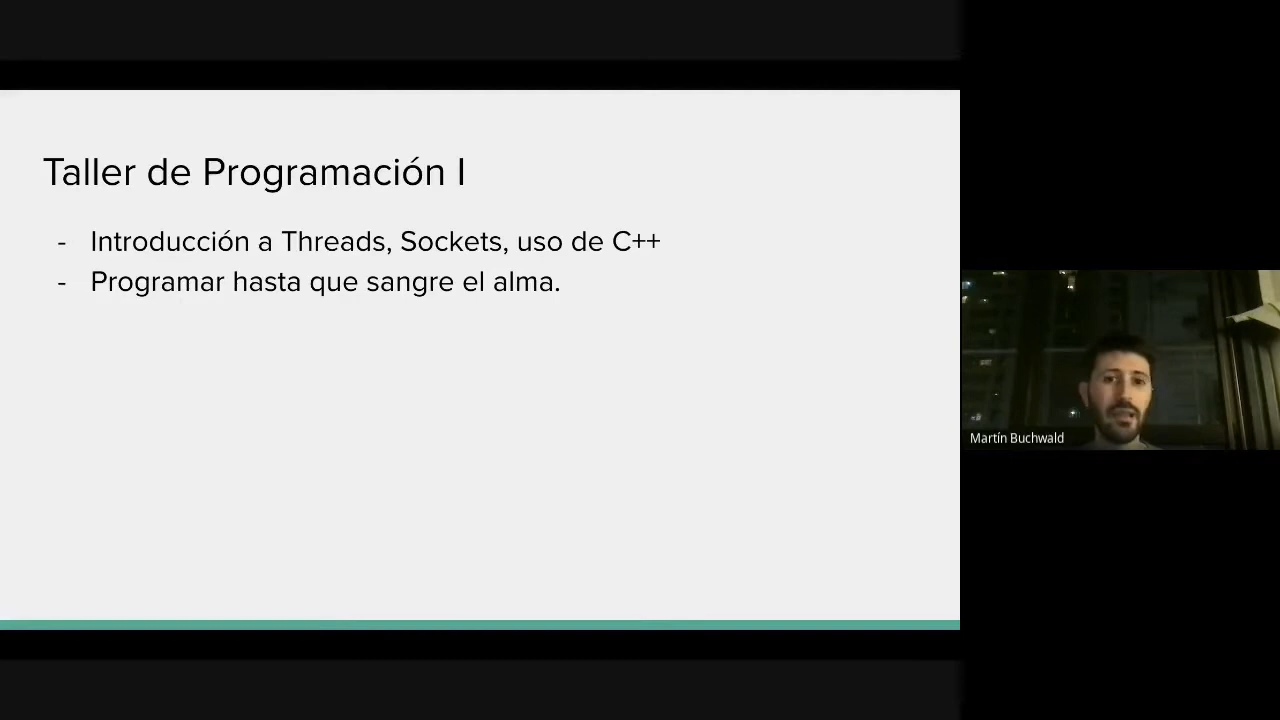 Taller de Programación I
- Introducción a Threads, Sockets, uso de C++
- Programar hasta que sangre el alma.
Martín Buchwald